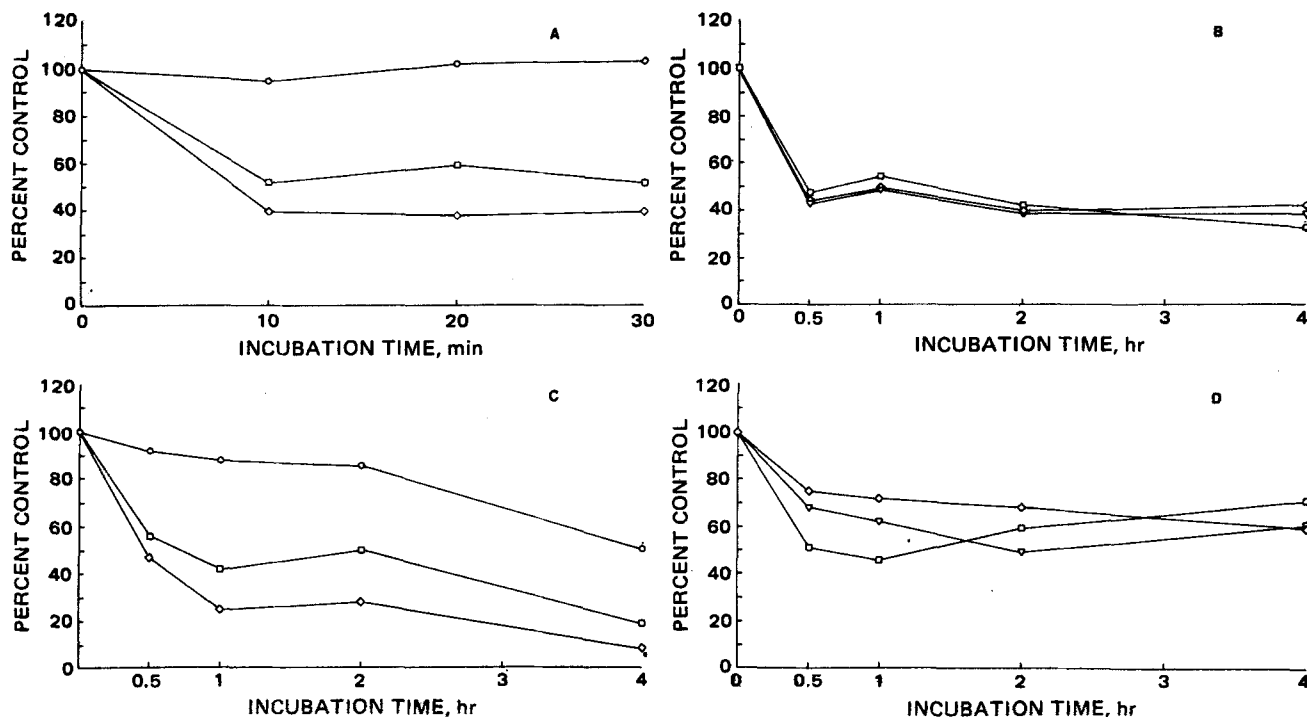 A
PERCENT CONTROL
120
100
80
60
40
20
0
0 10 20 30
INCUBATION TIME, min
B
PERCENT CONTROL
120
100
80
60
40
20
0
0 0.5 1 2 3 4
INCUBATION TIME, hr
C
PERCENT CONTROL
120
100
80
60
40
20
0
0.5 1 2 3 4
INCUBATION TIME, hr
D
PERCENT CONTROL
120
100
80
60
40
20
0
0 0.5 1 2 3 4
INCUBATION TIME, hr